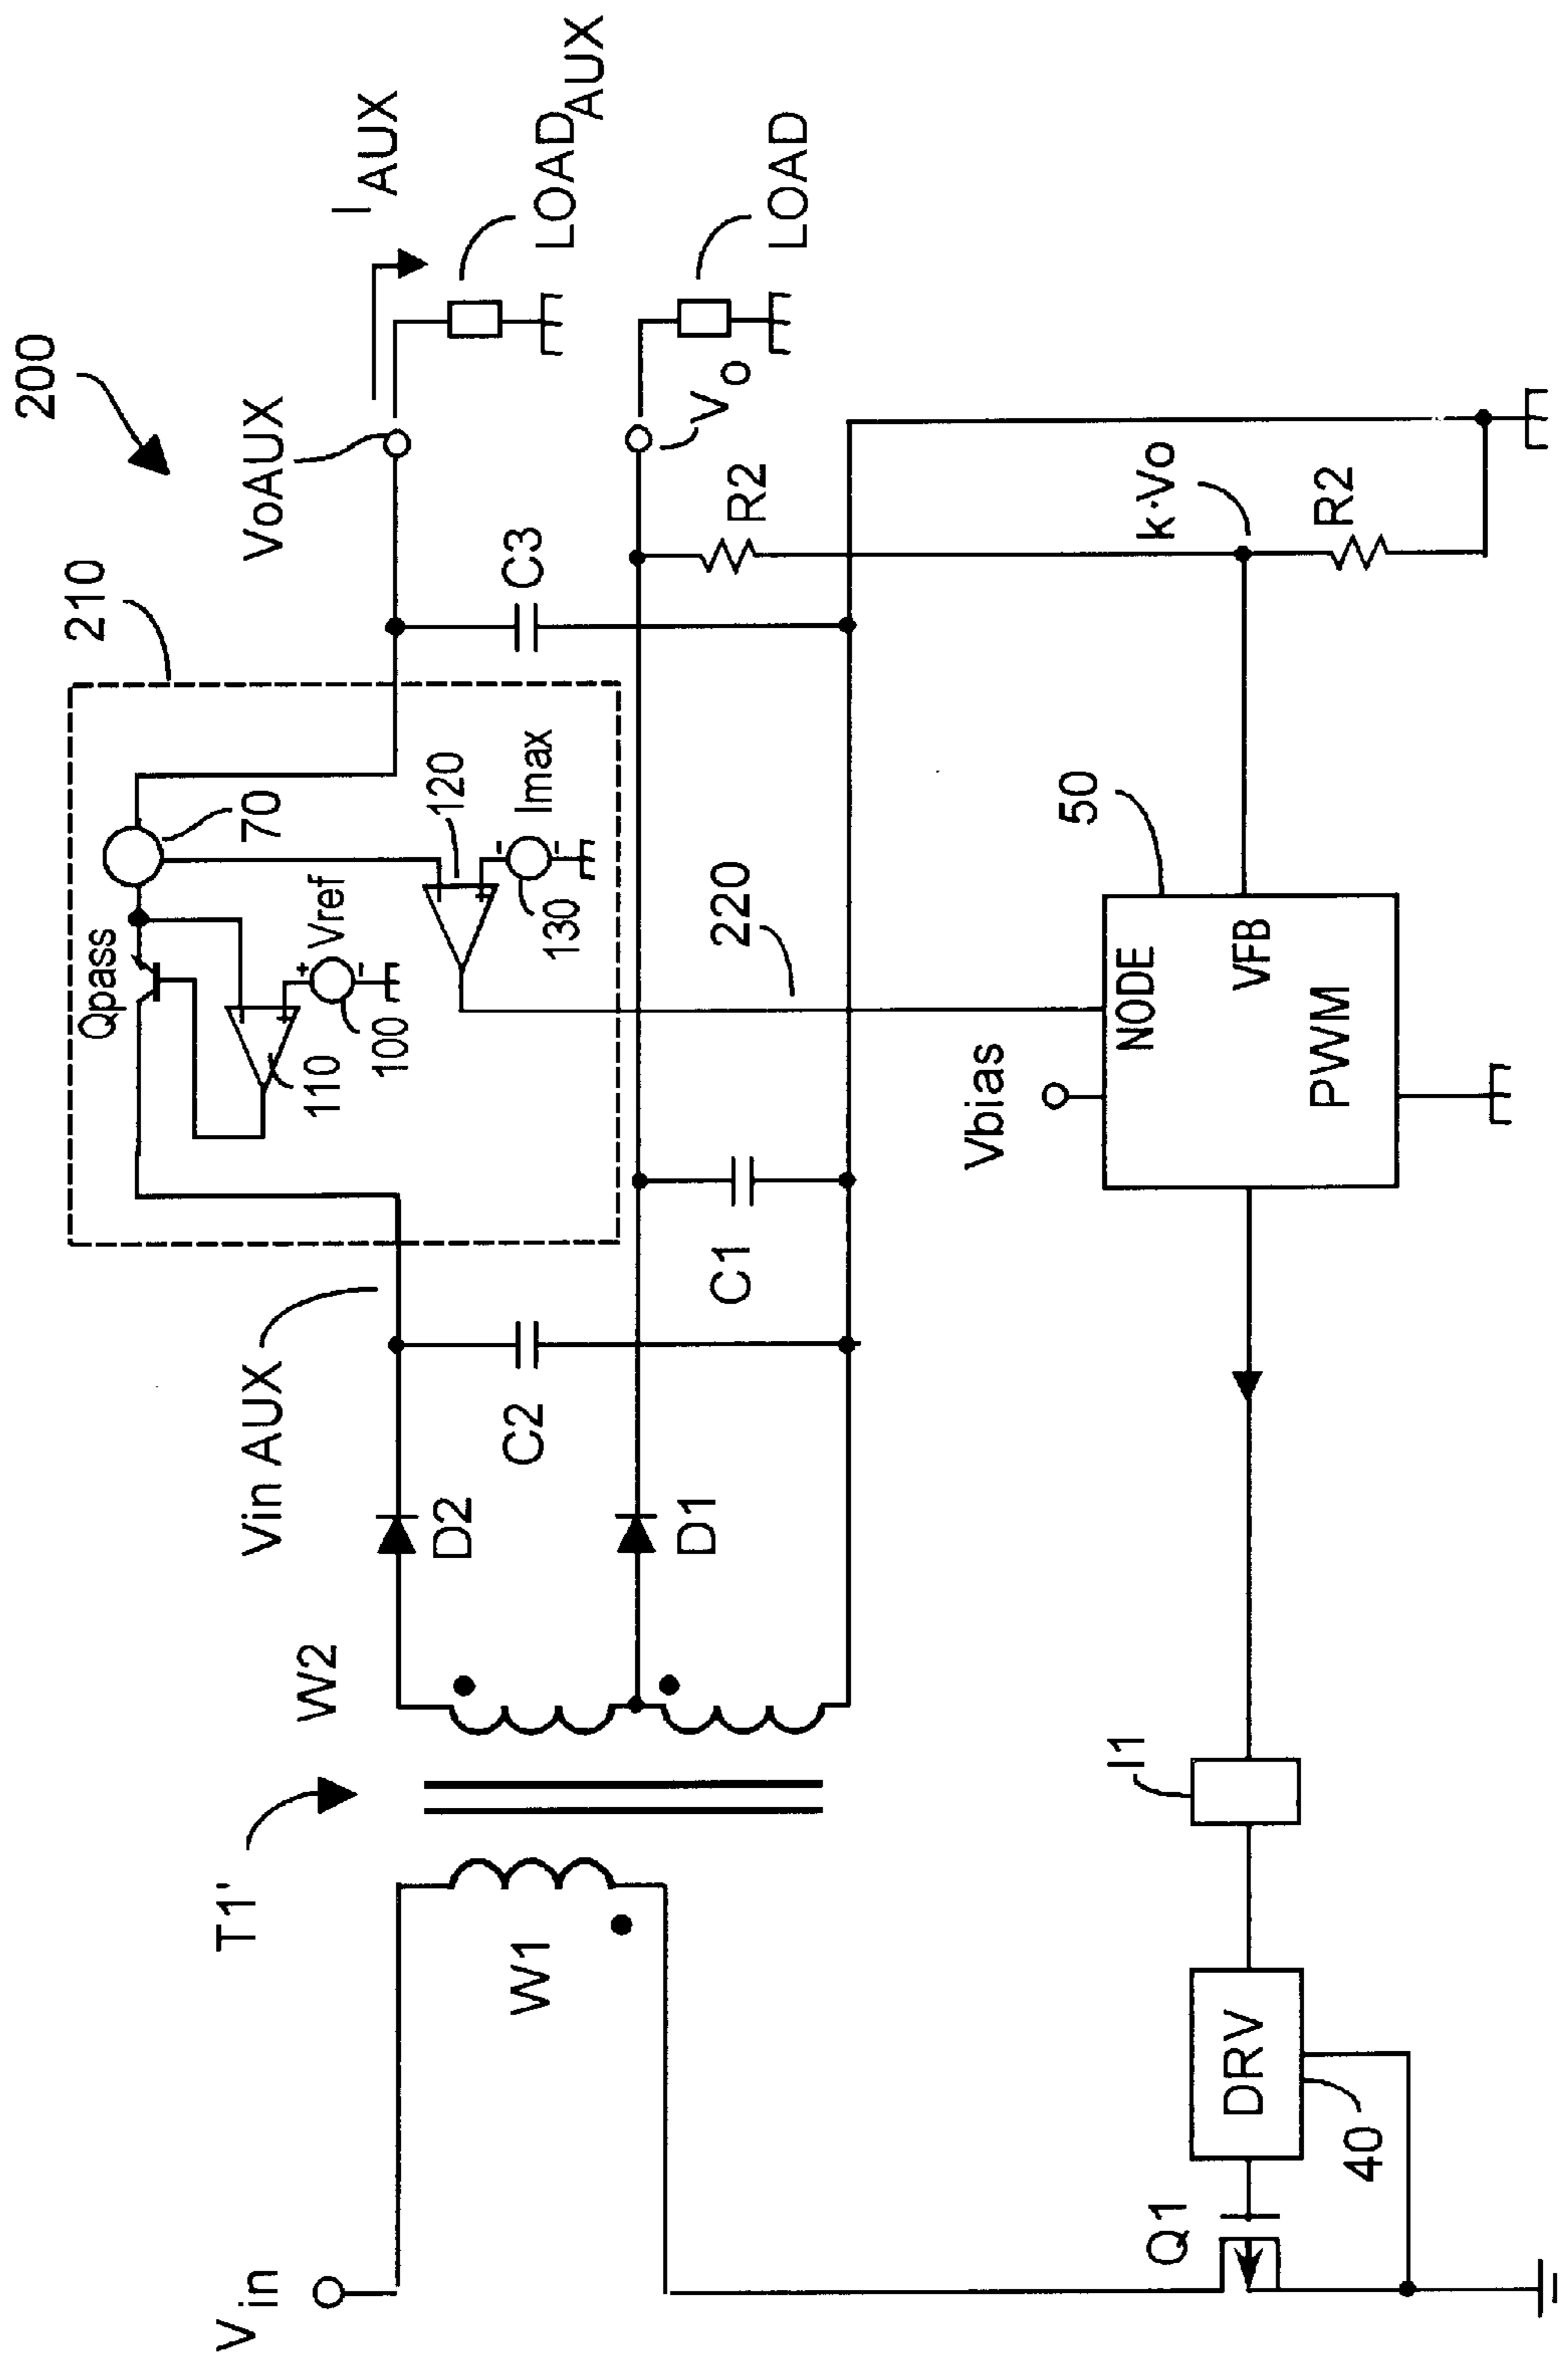 200
210
I AUX
VoAUX
Qpass
70
Vref
110
100
120
Imax
130
C3
LOAD AUX
Vin AUX
W2
T1'
D2
C2
D1
C1
220
Vo
R2
LOAD
Vin
W1
Vbias
50
k·Vo
NODE
VFB
PWM
R2
I1
Q1
DRV
40